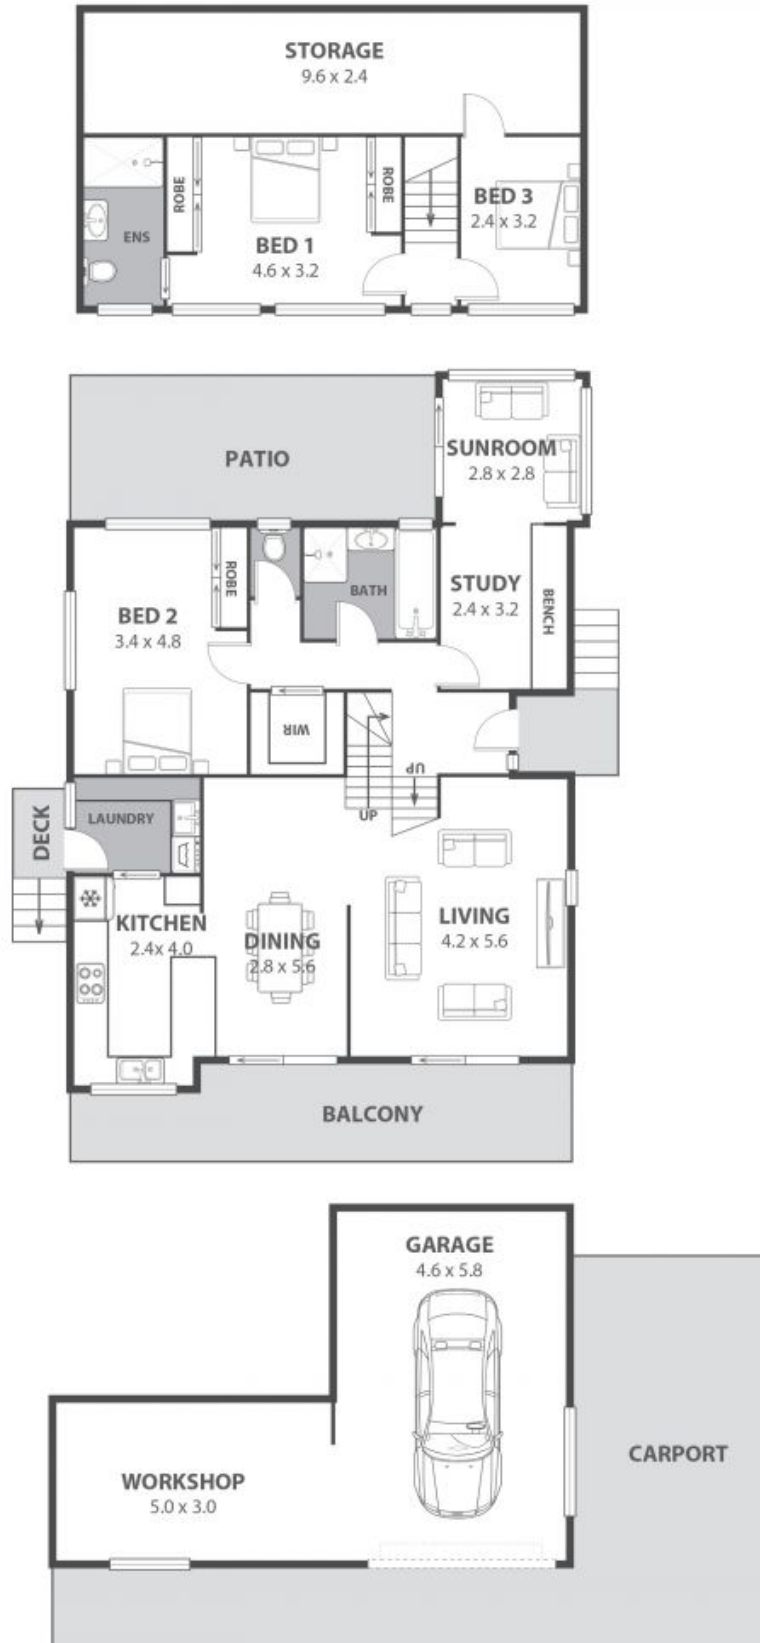 STORAGE
9.6 x 2.4
ROBE
ROBE
BED 3
2.4 x 3.2
ENS
BED 1
4.6 x 3.2
SUNROOM
2.8 x 2.8
PATIO
ROBE
BATH
STUDY
2.4 x 3.2
BENCH
BED 2
3.4 x 4.8
WIR
UP
UP
DECK
LAUNDRY
KITCHEN
2.4x 4.0
DINING
2.8 x 5.6
LIVING
4.2 x 5.6
BALCONY
GARAGE
4.6 x 5.8
CARPORT
WORKSHOP
5.0 x 3.0